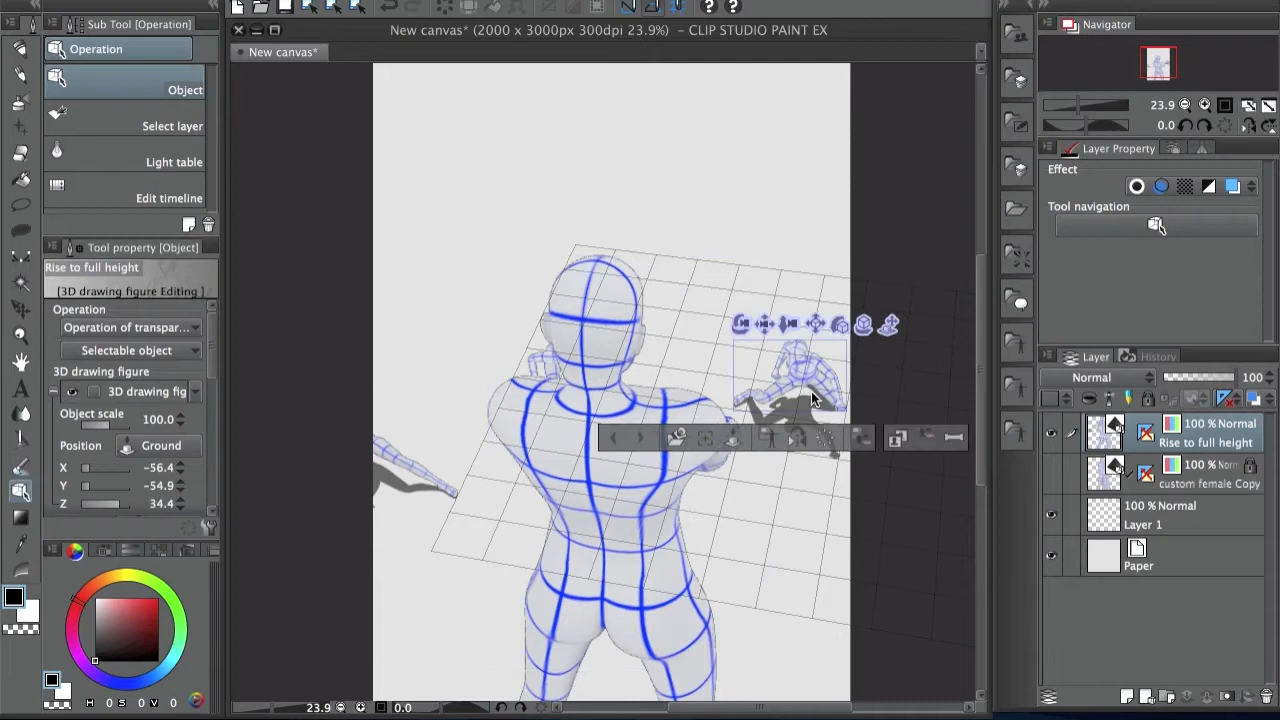 Sub Tool [Operation]
New canvas* (2000 x 3000px 300dpi 23.9%) – CLIP STUDIO PAINT EX
Navigator
Operation
New canvas*
Object
Select layer
23.9
Light table
0.0
Layer Property
Edit timeline
Effect
Tool navigation
Tool property [Object]
Rise to full height
[3D drawing figure Editing ]
Operation
Operation of transpar...
Selectable object
3D drawing figure
Layer
History
3D drawing fig
Normal
100
Object scale
100.0
Position
Ground
100 % Normal
Rise to full height
X
-56.4
Y
-54.9
Z
34.4
100 % Norm
custom female Copy
100 % Normal
Layer 1
Paper
H 0 S 0 V 0
23.9
0.0